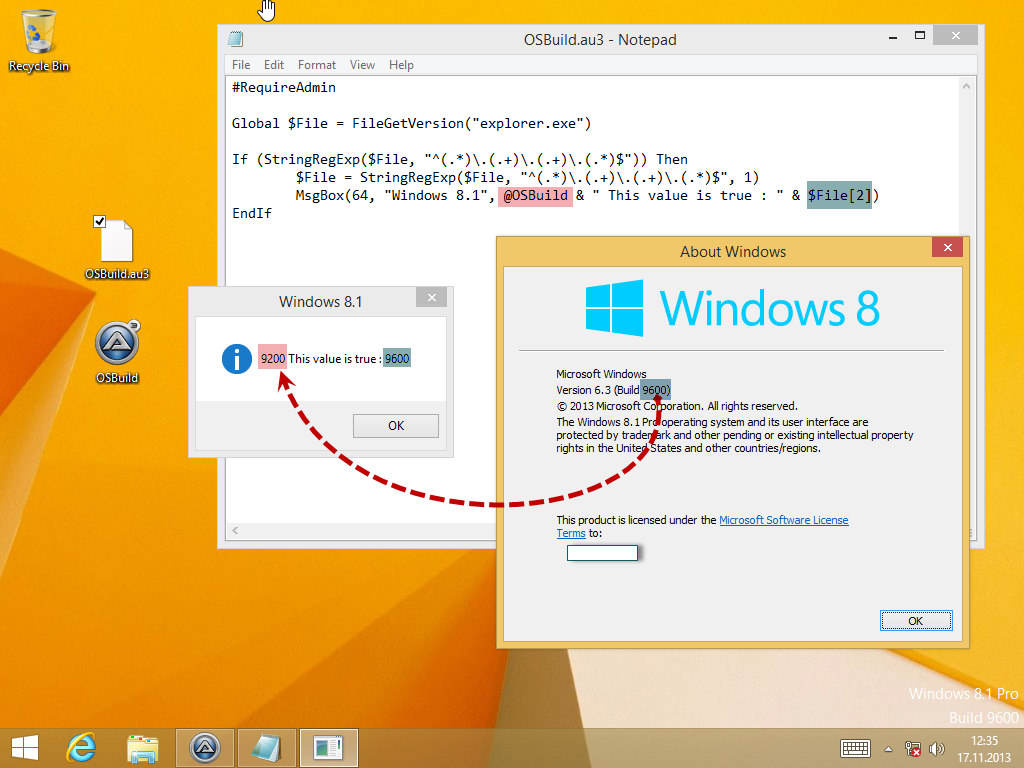 Recycle Bin
OSBuild.au3 - Notepad
File Edit Format View Help
#RequireAdmin
Global $File = FileGetVersion("explorer.exe")
If (StringRegExp($File, "^(.*)\.(.+)\.(.+)\.(.*)$")) Then
$File = StringRegExp($File, "^(.*)\.(.+)\.(.+)\.(.*)$", 1)
MsgBox(64, "Windows 8.1", @OSBuild & " This value is true : " & $File[2])
EndIf
OSBuild.au3
OSBuild
Windows 8.1
9200 This value is true : 9600
OK
About Windows
Windows 8
Microsoft Windows
Version 6.3 (Build 9600)
© 2013 Microsoft Corporation. All rights reserved.
The Windows 8.1 Pro operating system and its user interface are
protected by trademark and other pending or existing intellectual property
rights in the United States and other countries/regions.
This product is licensed under the Microsoft Software License
Terms to:
OK
Windows 8.1 Pro
Build 9600
12:35
17.11.2013